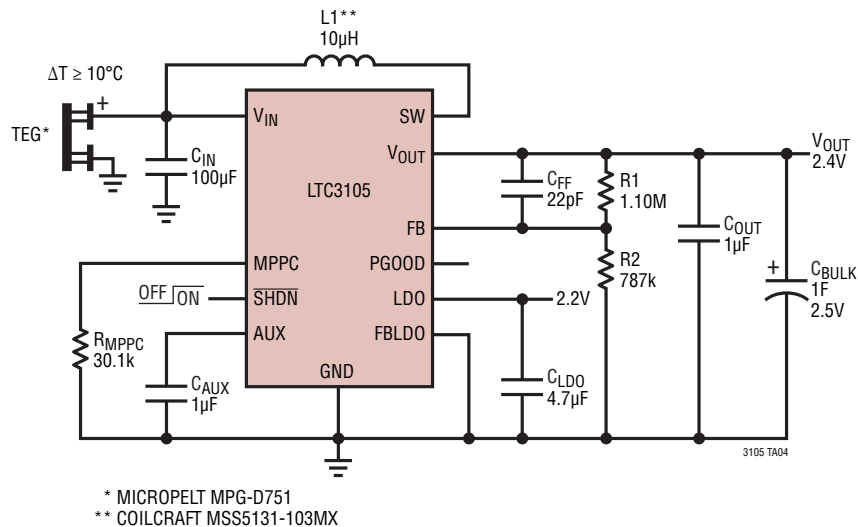 L1**
10µH
ΔT ≥ 10°C
+
TEG*
VIN
SW
CIN
100µF
VOUT
VOUT
2.4V
LTC3105
CFF
22pF
R1
1.10M
FB
COUT
1µF
MPPC
PGOOD
R2
787k
+
CBULK
1F
2.5V
OFF ON
SHDN
LDO
2.2V
RMPPC
30.1k
AUX
FBLDO
CAUX
1µF
GND
CLDO
4.7µF
3105 TA04
* MICROPELT MPG-D751
** COILCRAFT MSS5131-103MX